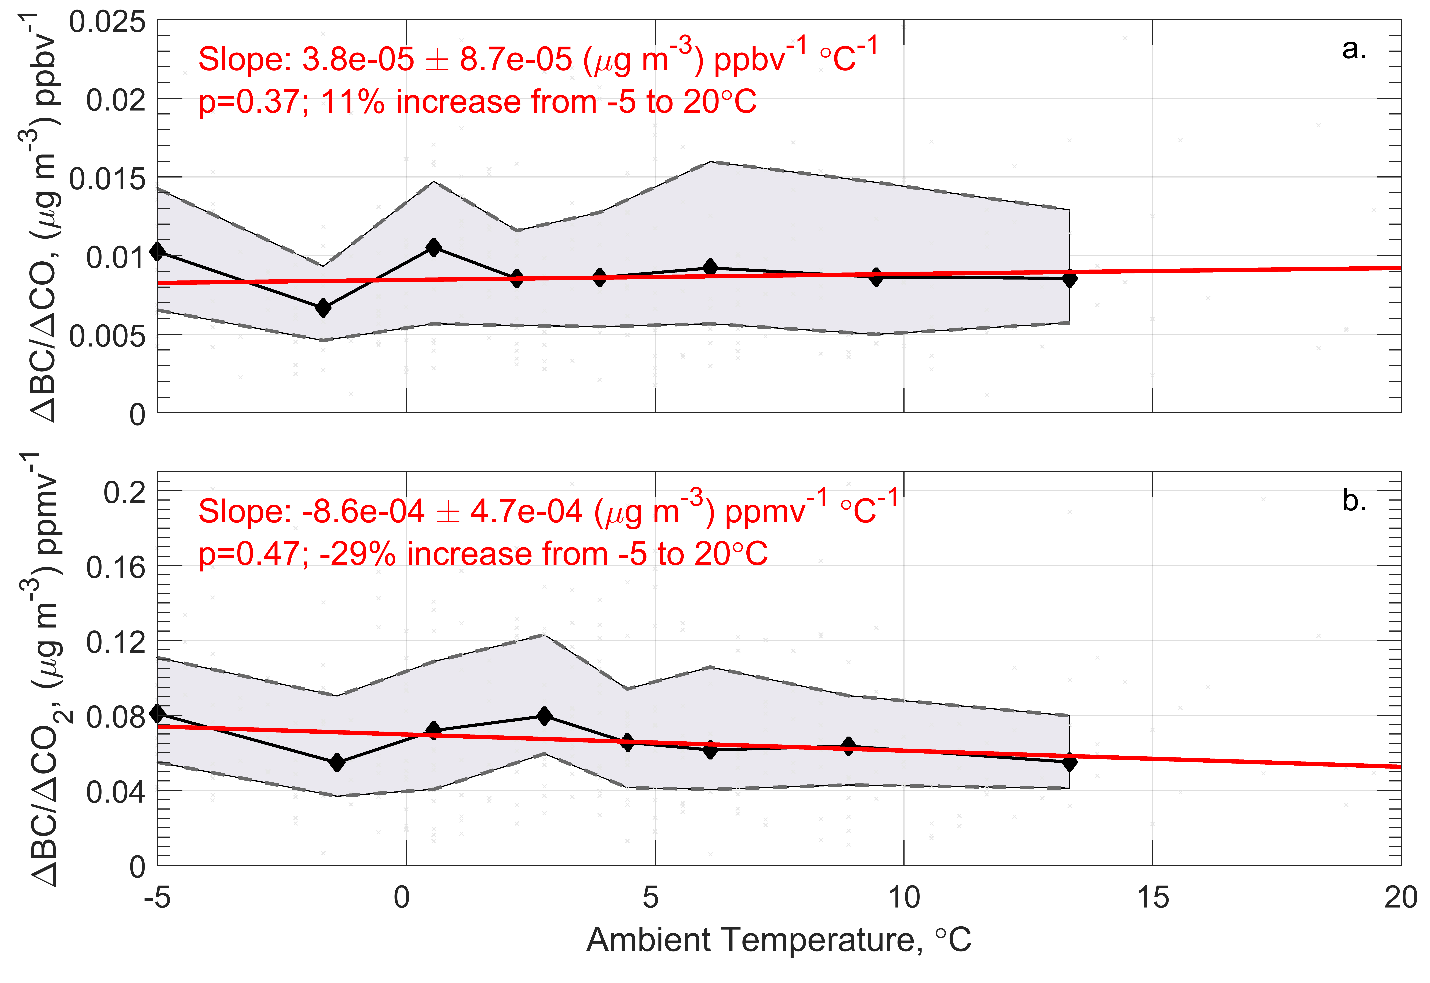 0.025
0.02
0.015
0.01
0.005
0
ΔBC/ΔCO, (μg m⁻³) ppbv⁻¹
Slope: 3.8e-05 ± 8.7e-05 (μg m⁻³) ppbv⁻¹ °C⁻¹
p=0.37; 11% increase from -5 to 20°C
a.
0.2
0.16
0.12
0.08
0.04
0
ΔBC/ΔCO₂, (μg m⁻³) ppmv⁻¹
Slope: -8.6e-04 ± 4.7e-04 (μg m⁻³) ppmv⁻¹ °C⁻¹
p=0.47; -29% increase from -5 to 20°C
b.
-5 0 5 10 15 20
Ambient Temperature, °C